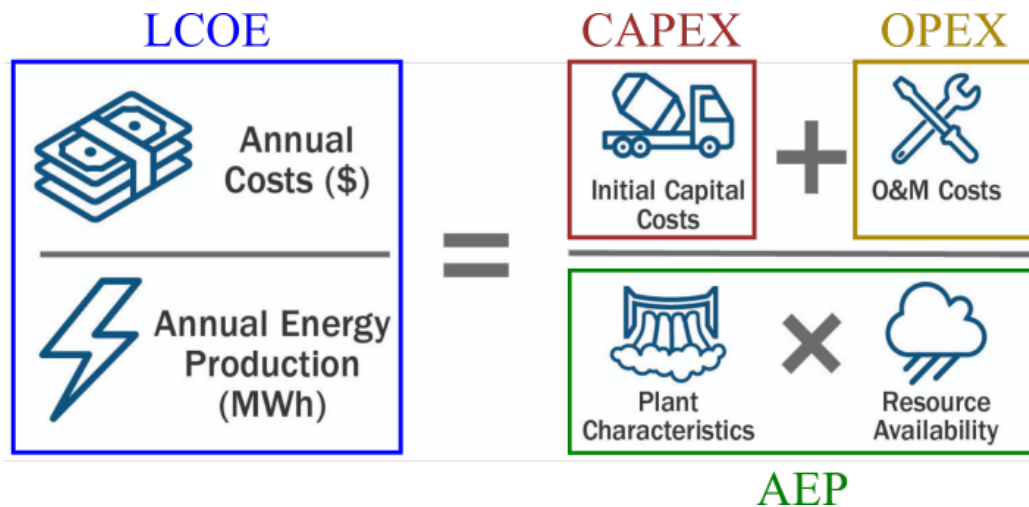 LCOE
CAPEX
OPEX
Annual
Costs ($)
Annual Energy
Production
(MWh)
=
Initial Capital
Costs
+
O&M Costs
Plant
Characteristics
×
Resource
Availability
AEP